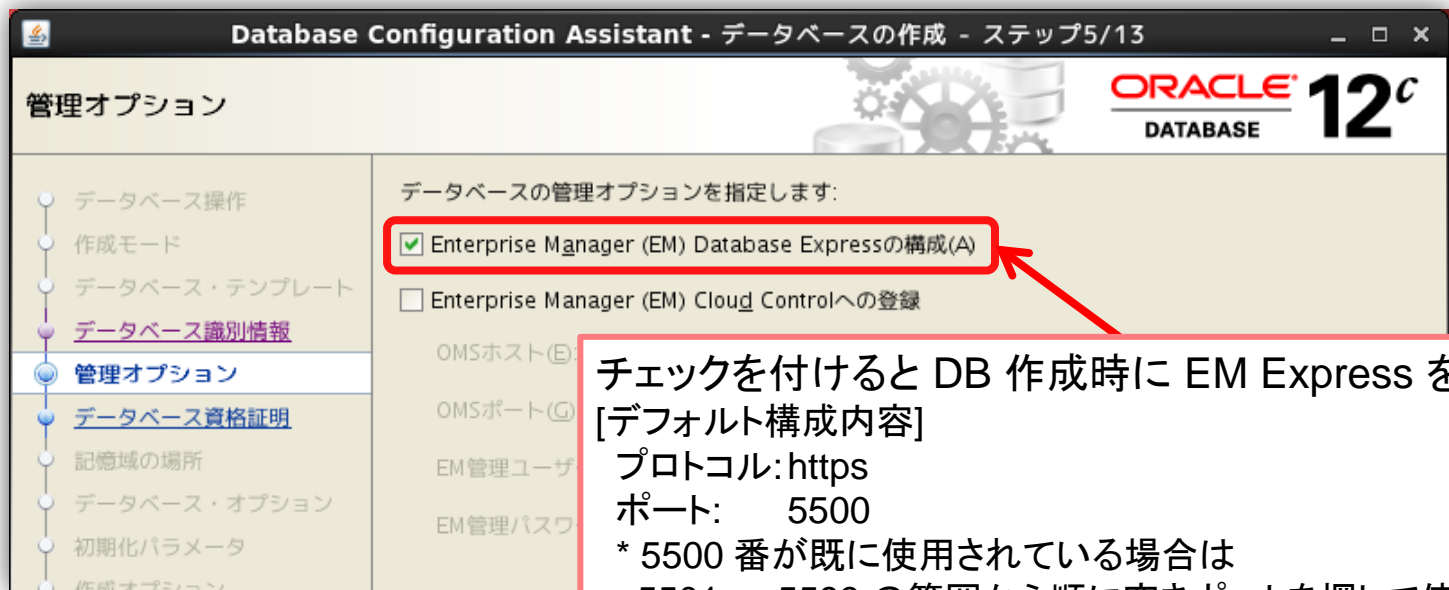 Database Configuration Assistant - データベースの作成 - ステップ5/13
管理オプション
ORACLE 12c
DATABASE
データベース操作
作成モード
データベース・テンプレート
データベース識別情報
管理オプション
データベース資格証明
記憶域の場所
データベース・オプション
初期化パラメータ
作成オプション
データベースの管理オプションを指定します:
Enterprise Manager (EM) Database Expressの構成(A)
Enterprise Manager (EM) Cloud Controlへの登録
OMSホスト(E):
OMSポート(G)
EM管理ユーザ
EM管理パスワ
チェックを付けると DB 作成時に EM Express を
[デフォルト構成内容]
プロトコル:https
ポート: 5500
* 5500 番が既に使用されている場合は